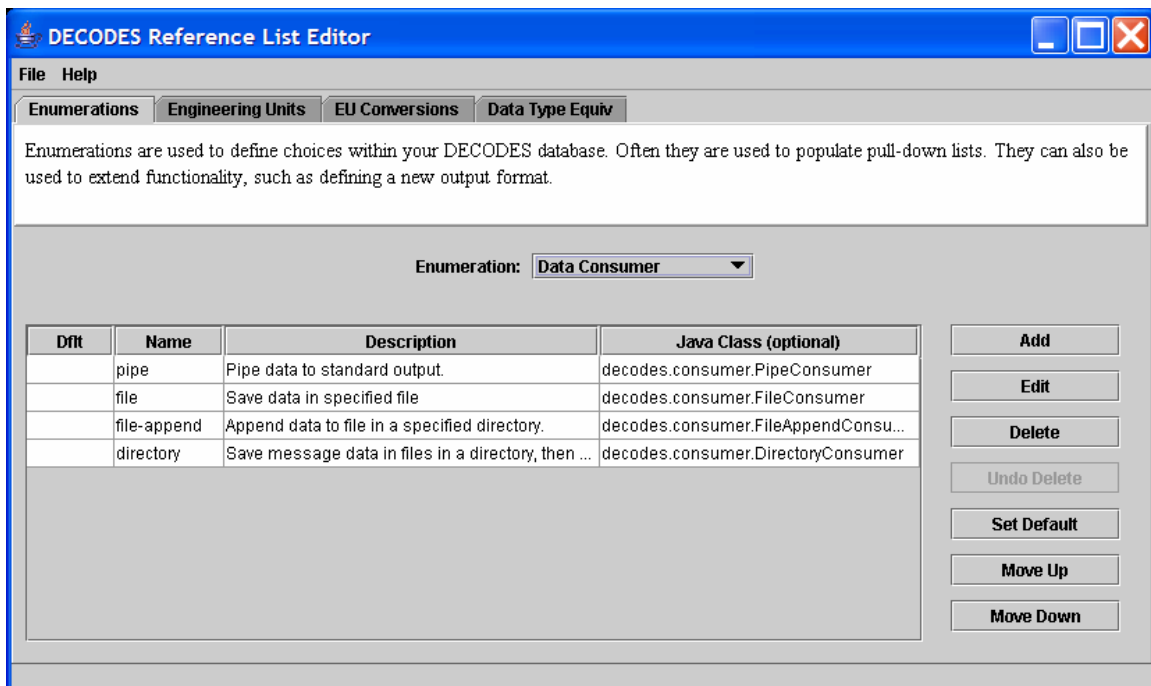 DECODES Reference List Editor
File Help
Enumerations Engineering Units EU Conversions Data Type Equiv
Enumerations are used to define choices within your DECODES database. Often they are used to populate pull-down lists. They can also be
used to extend functionality, such as defining a new output format.
Enumeration: Data Consumer
Dflt Name Description Java Class (optional)
pipe Pipe data to standard output. decodes.consumer.PipeConsumer
file Save data in specified file decodes.consumer.FileConsumer
file-append Append data to file in a specified directory. decodes.consumer.FileAppendConsu...
directory Save message data in files in a directory, then ... decodes.consumer.DirectoryConsumer
Add
Edit
Delete
Undo Delete
Set Default
Move Up
Move Down